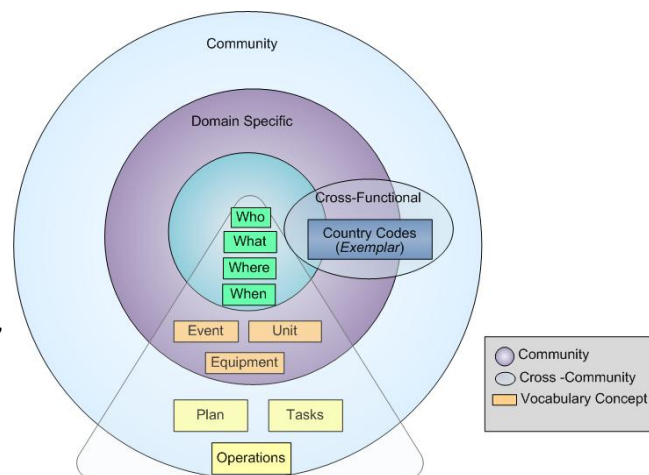 Community
Domain Specific
Cross-Functional
Who
Country Codes
(Exemplar)
What
Where
When
Event
Unit
Equipment
Plan
Tasks
Operations
Community
Cross -Community
Vocabulary Concept